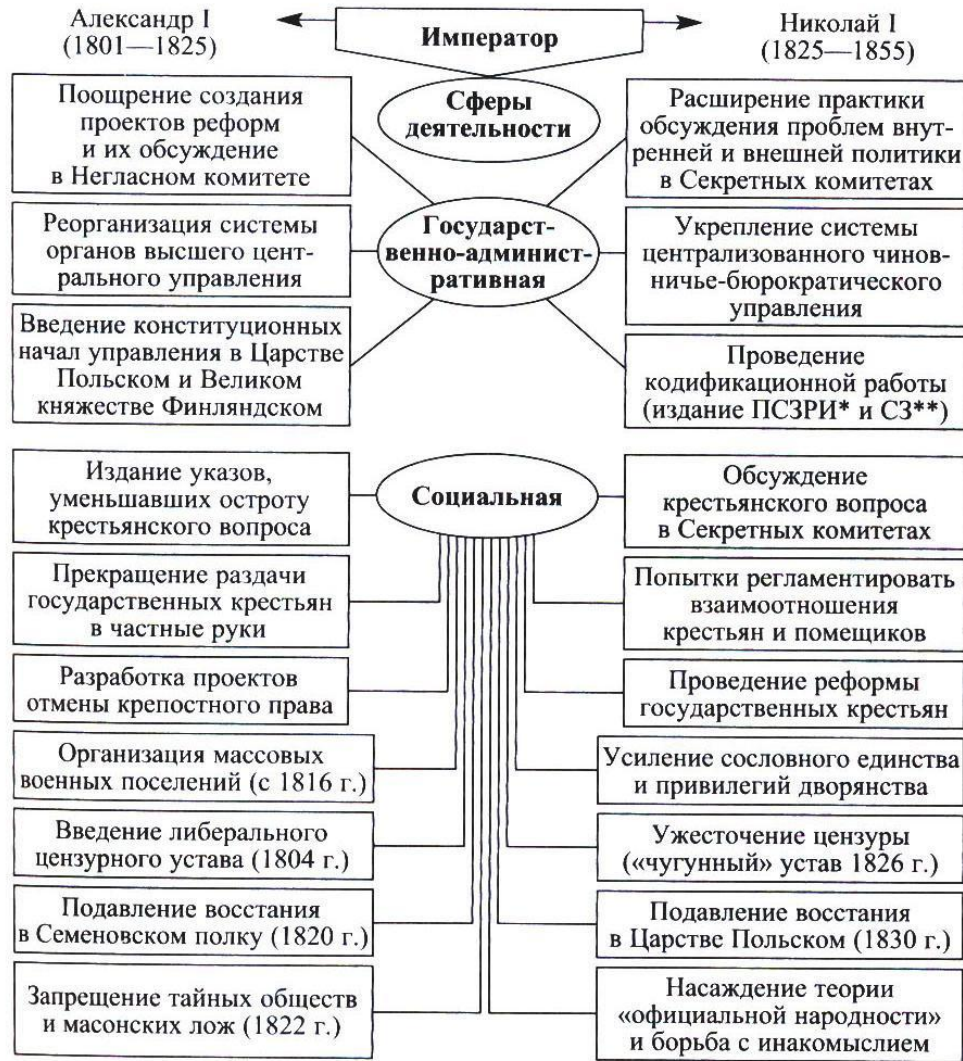 Александр I
(1801—1825)
Император
Николай I
(1825—1855)
Сферы
деятельности
Поощрение создания
проектов реформ
и их обсуждение
в Негласном комитете
Расширение практики
обсуждения проблем внут-
ренней и внешней политики
в Секретных комитетах
Государст-
венно-админист-
ративная
Реорганизация системы
органов высшего цент-
рального управления
Укрепление системы
централизованного чинов-
ничье-бюрократического
управления
Введение конституционных
начал управления в Царстве
Польском и Великом
княжестве Финляндском
Проведение
кодификационной работы
(издание ПСЗРИ* и СЗ**)
Социальная
Издание указов,
уменьшавших остроту
крестьянского вопроса
Обсуждение
крестьянского вопроса
в Секретных комитетах
Прекращение раздачи
государственных крестьян
в частные руки
Попытки регламентировать
взаимоотношения
крестьян и помещиков
Разработка проектов
отмены крепостного права
Проведение реформы
государственных крестьян
Организация массовых
военных поселений (с 1816 г.)
Усиление сословного единства
и привилегий дворянства
Введение либерального
цензурного устава (1804 г.)
Ужесточение цензуры
(«чугунный» устав 1826 г.)
Подавление восстания
в Семеновском полку (1820 г.)
Подавление восстания
в Царстве Польском (1830 г.)
Запрещение тайных обществ
и масонских лож (1822 г.)
Насаждение теории
«официальной народности»
и борьба с инакомыслием